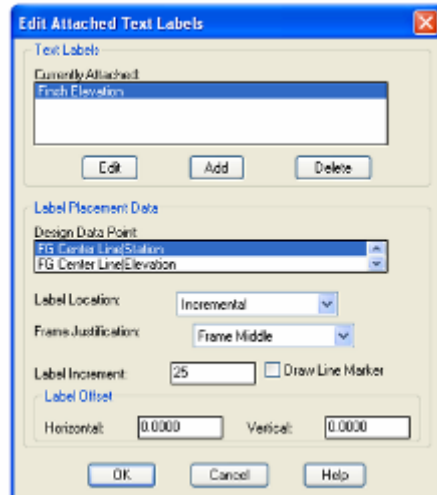 Edit Attached Text Labels
Text Labels
Currently Attached:
Finsh Elevation
Edit Add Delete
Label Placement Data
Design Data Point:
FG Center Line|Station
FG Center Line|Elevation
Label Location: Incremental
Frame Justification: Frame Middle
Label Increment: 25 Draw Line Marker
Label Offset
Horizontal: 0.0000 Vertical: 0.0000
OK Cancel Help